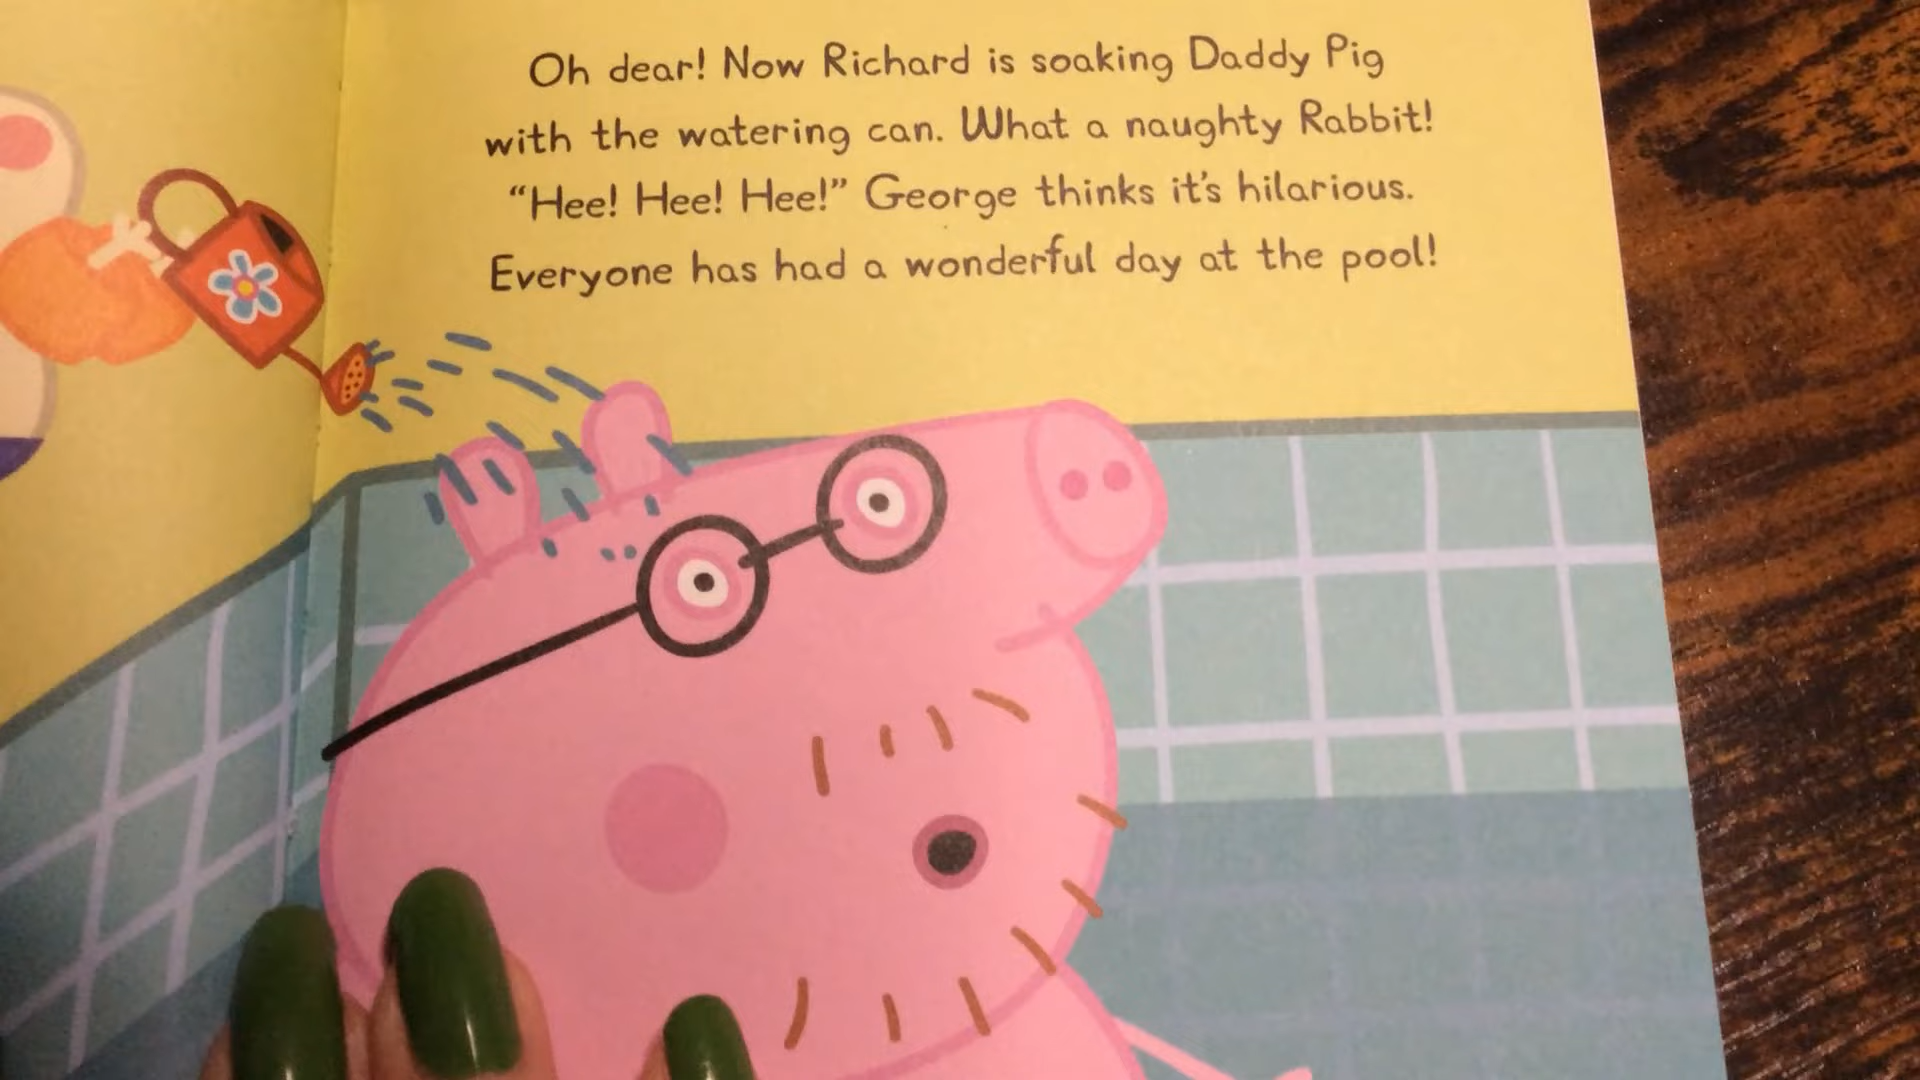 Oh dear! Now Richard is soaking Daddy Pig
with the watering can. What a naughty Rabbit!
“Hee! Hee! Hee!” George thinks it’s hilarious.
Everyone has had a wonderful day at the pool!